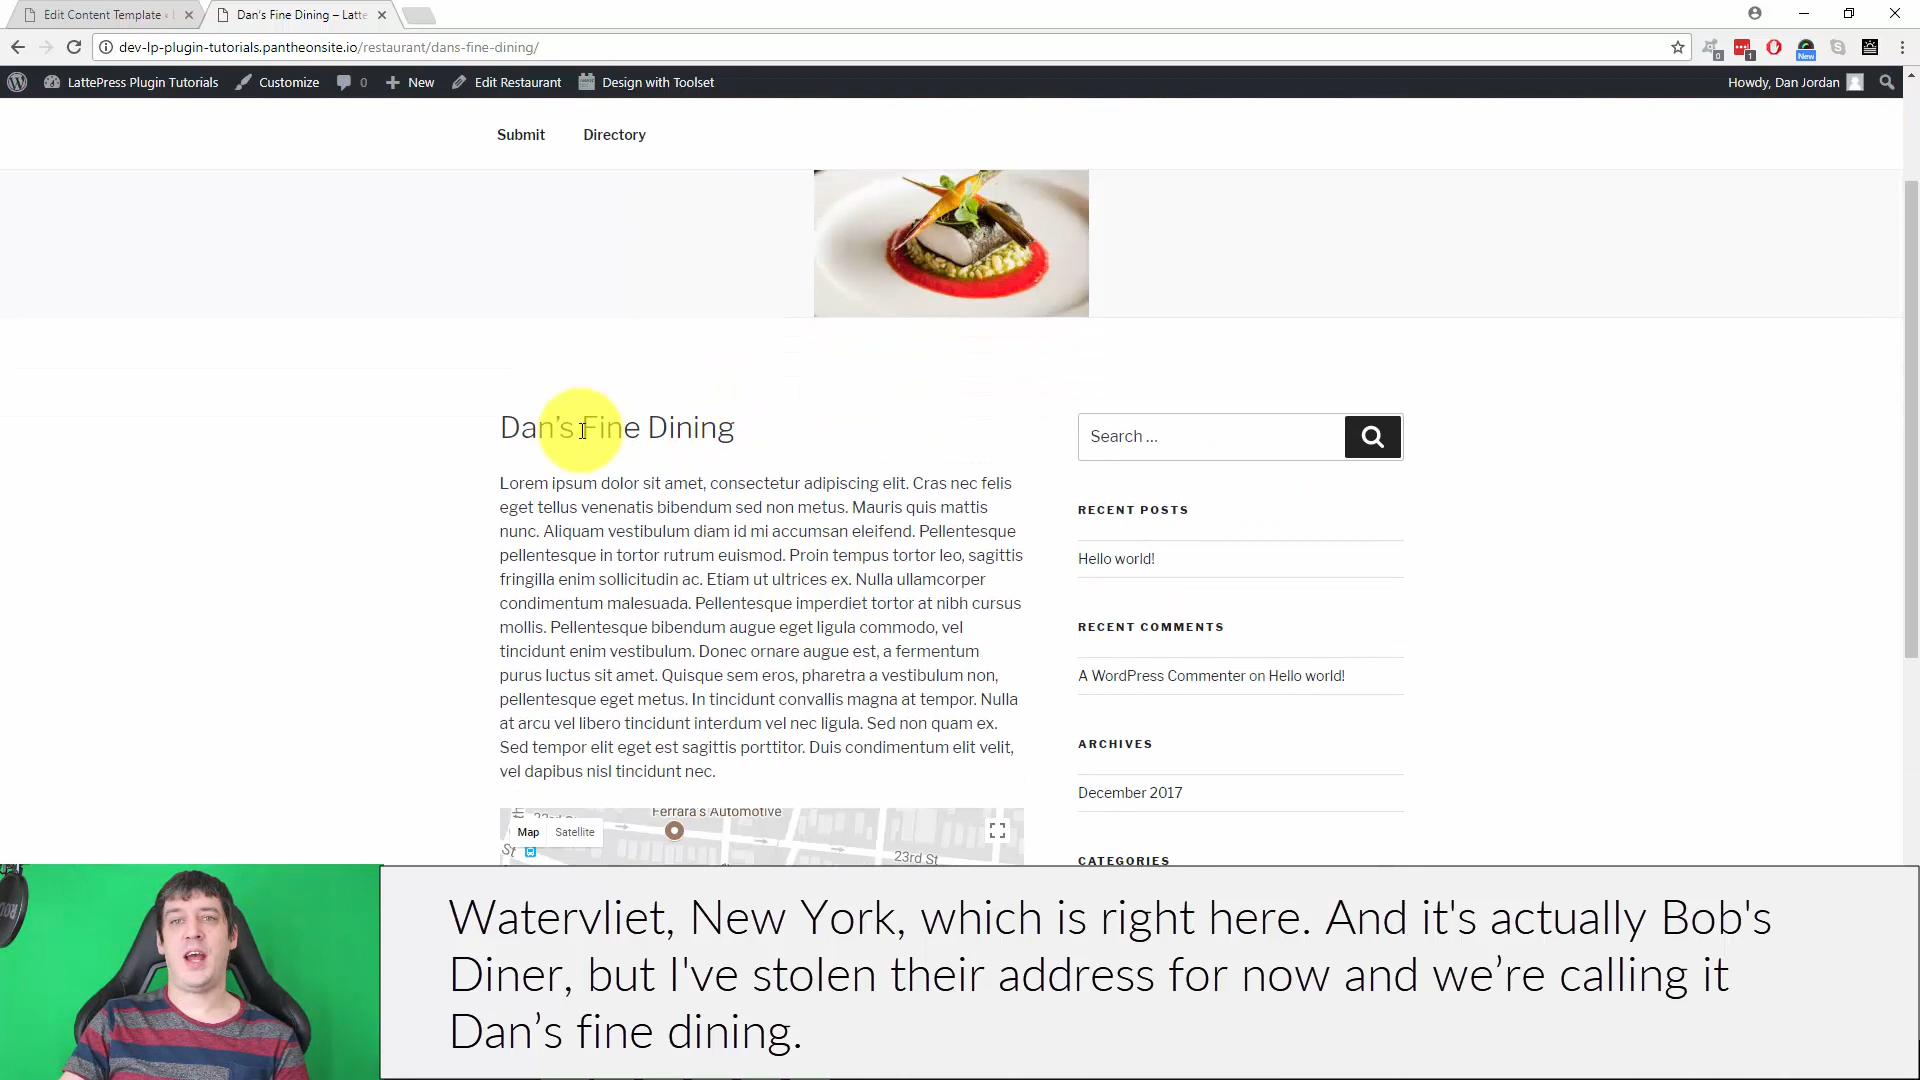 Edit Content Template ‹ L
Dan's Fine Dining – Latte
dev-lp-plugin-tutorials.pantheonsite.io/restaurant/dans-fine-dining/
LattePress Plugin Tutorials
Customize
0
New
Edit Restaurant
Design with Toolset
Howdy, Dan Jordan
0
1
New
Submit
Directory
Dan's Fine Dining
Lorem ipsum dolor sit amet, consectetur adipiscing elit. Cras nec felis
eget tellus venenatis bibendum sed non metus. Mauris quis mattis
nunc. Aliquam vestibulum diam id mi accumsan eleifend. Pellentesque
pellentesque in tortor rutrum euismod. Proin tempus tortor leo, sagittis
fringilla enim sollicitudin ac. Etiam ut ultrices ex. Nulla ullamcorper
condimentum malesuada. Pellentesque imperdiet tortor at nibh cursus
mollis. Pellentesque bibendum augue eget ligula commodo, vel
tincidunt enim vestibulum. Donec ornare augue est, a fermentum
purus luctus sit amet. Quisque sem eros, pharetra a vestibulum non,
pellentesque eget metus. In tincidunt convallis magna at tempor. Nulla
at arcu vel libero tincidunt interdum vel nec ligula. Sed non quam ex.
Sed tempor elit eget est sagittis porttitor. Duis condimentum elit velit,
vel dapibus nisl tincidunt nec.
Ferrara's Automotive
Map
Satellite
St
23rd St
Search …
RECENT POSTS
Hello world!
RECENT COMMENTS
A WordPress Commenter on Hello world!
ARCHIVES
December 2017
CATEGORIES
Watervliet, New York, which is right here. And it's actually Bob's
Diner, but I've stolen their address for now and we’re calling it
Dan’s fine dining.